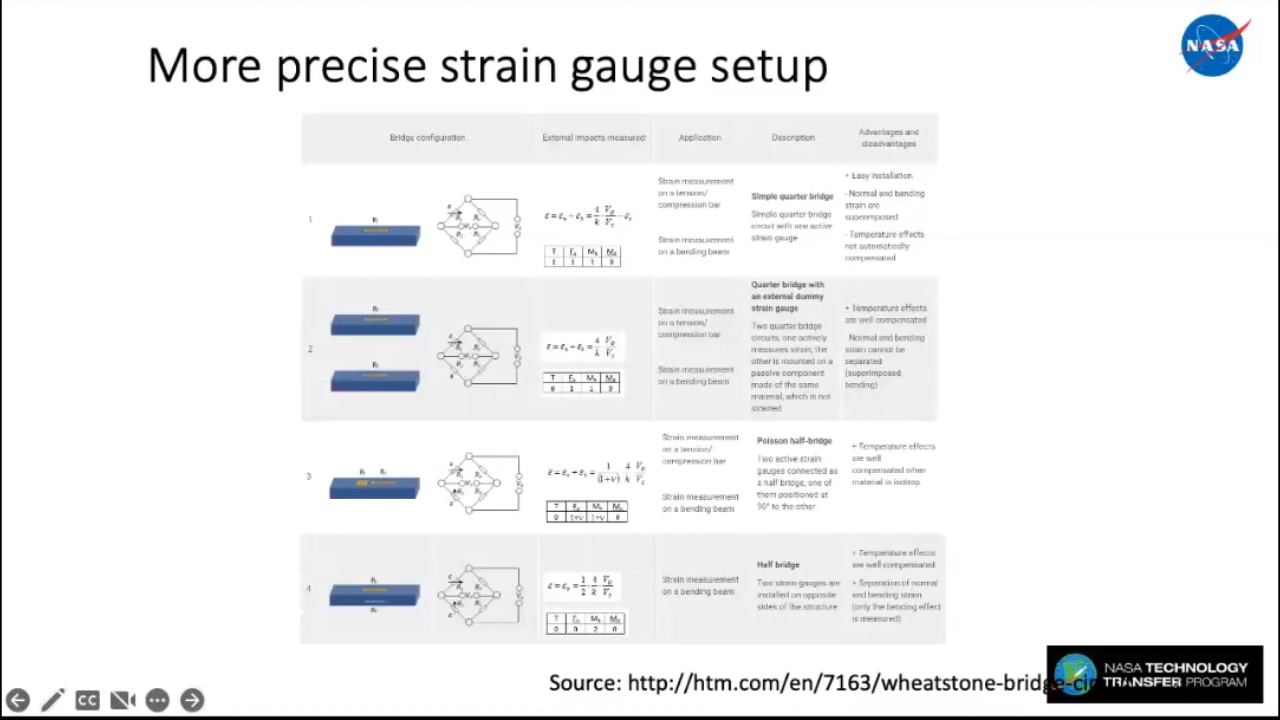 More precise strain gauge setup
NASA
Bridge configuration
External impacts measured:
Application
Description
Advantages and
disadvantages
1
Strain measurement
on a tension/
compression bar
Strain measurement
on a bending beam
Simple quarter bridge
Simple quarter bridge
circuit with one active
strain gauge
+ Easy installation
- Normal and bending
strain are
superimposed
- Temperature effects
not automatically
compensated
2
Strain measurement
on a tension/
compression bar
Strain measurement
on a bending beam
Quarter bridge with
an external dummy
strain gauge
Two quarter bridge
circuits, one actively
measures strain, the
other is mounted on a
passive component
made of the same
material, which is not
strained
+ Temperature effects
are well compensated
Normal and bending
strain cannot be
separated
(superimposed
bending)
3
Strain measurement
on a tension/
compression bar
Strain measurement
on a bending beam
Poisson half-bridge
Two active strain
gauges connected as
a half bridge, one of
them positioned at
90° to the other
+ Temperature effects
are well
compensated when
material is isotrop.
4
Strain measurement
on a bending beam
Half bridge
Two strain gauges are
installed on opposite
sides of the structure
+ Temperature effects
are well compensated
+ Separation of normal
and bending strain
(only the bending effect
is measured)
Source: http://htm.com/en/7163/wheatstone-bridge-ci
NASA TECHNOLOGY
TRANSFER PROGRAM
CC